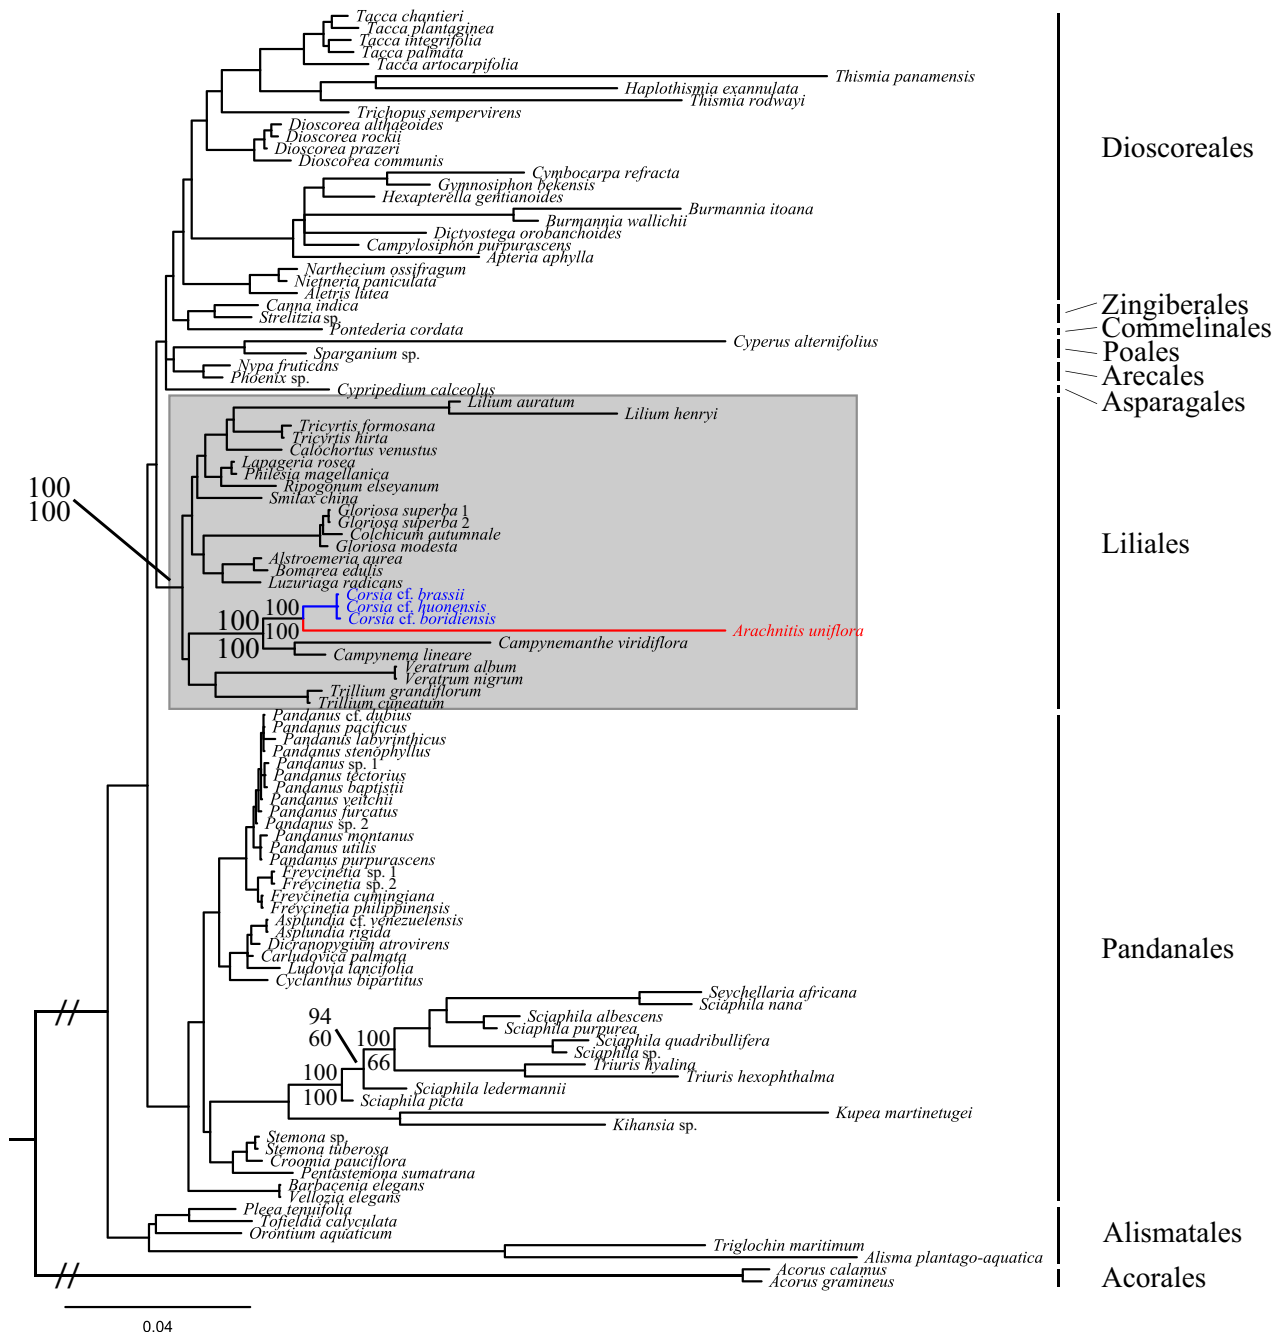 Tacca chantieri
Tacca plantaginea
Tacca integrifolia
Tacca palmata
Tacca artocarpifolia
Thismia panamensis
Haplothismia exannulata
Thismia rodwayi
Trichopus sempervirens
Dioscorea althaeoides
Dioscorea rockii
Dioscorea prazeri
Dioscorea communis
Dioscoreales
Cymbocarpa refracta
Gymnosiphon bekensis
Hexapterella gentianoides
Burmannia itoana
Burmannia wallichii
Dictyostega orobanchoides
Campylosiphon purpurascens
Apteria aphylla
Narthecium ossifragum
Nietneria paniculata
Aletris lutea
Canna indica
Zingiberales
Strelitzia sp.
Pontederia cordata
Commelinales
Cyperus alternifolius
Sparganium sp.
Poales
Nypa fruticans
Phoenix sp.
Arecales
Cypripedium calceolus
Asparagales
Lilium auratum
Lilium henryi
Tricyrtis formosana
Tricyrtis hirta
Calochortus venustus
Lapageria rosea
Philesia magellanica
Ripogonum elseyanum
Smilax china
100
100
Gloriosa superba 1
Gloriosa superba 2
Colchicum autumnale
Gloriosa modesta
Liliales
Alstroemeria aurea
Bomarea edulis
Luzuriaga radicans
Corsia cf. brassii
Corsia cf. huonensis
Corsia cf. boridiensis
100
100
100
100
Arachnitis uniflora
Campynemanthe viridiflora
Campynema lineare
Veratrum album
Veratrum nigrum
Trillium grandiflorum
Trillium cuneatum
Pandanus cf. dubius
Pandanus pacificus
Pandanus labyrinthicus
Pandanus stenophyllus
Pandanus sp. 1
Pandanus tectorius
Pandanus baptistii
Pandanus veitchii
Pandanus furcatus
Pandanus sp. 2
Pandanus montanus
Pandanus utilis
Pandanus purpurascens
Freycinetia sp. 1
Freycinetia sp. 2
Freycinetia cumingiana
Freycinetia philippinensis
Asplundia cf. venezuelensis
Asplundia rigida
Dicranopygium atrovirens
Carludovica palmata
Pandanales
Ludovia lancifolia
Cyclanthus bipartitus
Seychellaria africana
Sciaphila nana
Sciaphila albescens
Sciaphila purpurea
94
60
100
66
Sciaphila quadribullifera
Sciaphila sp.
Triuris hyaling
Triuris hexophthalma
100
100
Sciaphila ledermannii
Sciaphila picta
Kupea martinetugei
Kihansia sp.
Stemona sp.
Stemona tuberosa
Croomia pauciflora
Pentastemona sumatrana
Barbacenia elegans
Vellozia elegans
Pleea tenuifolia
Tofieldia calyculata
Orontium aquaticum
Alismatales
Triglochin maritimum
Alisma plantago-aquatica
Acorus calamus
Acorus gramineus
Acorales
0.04